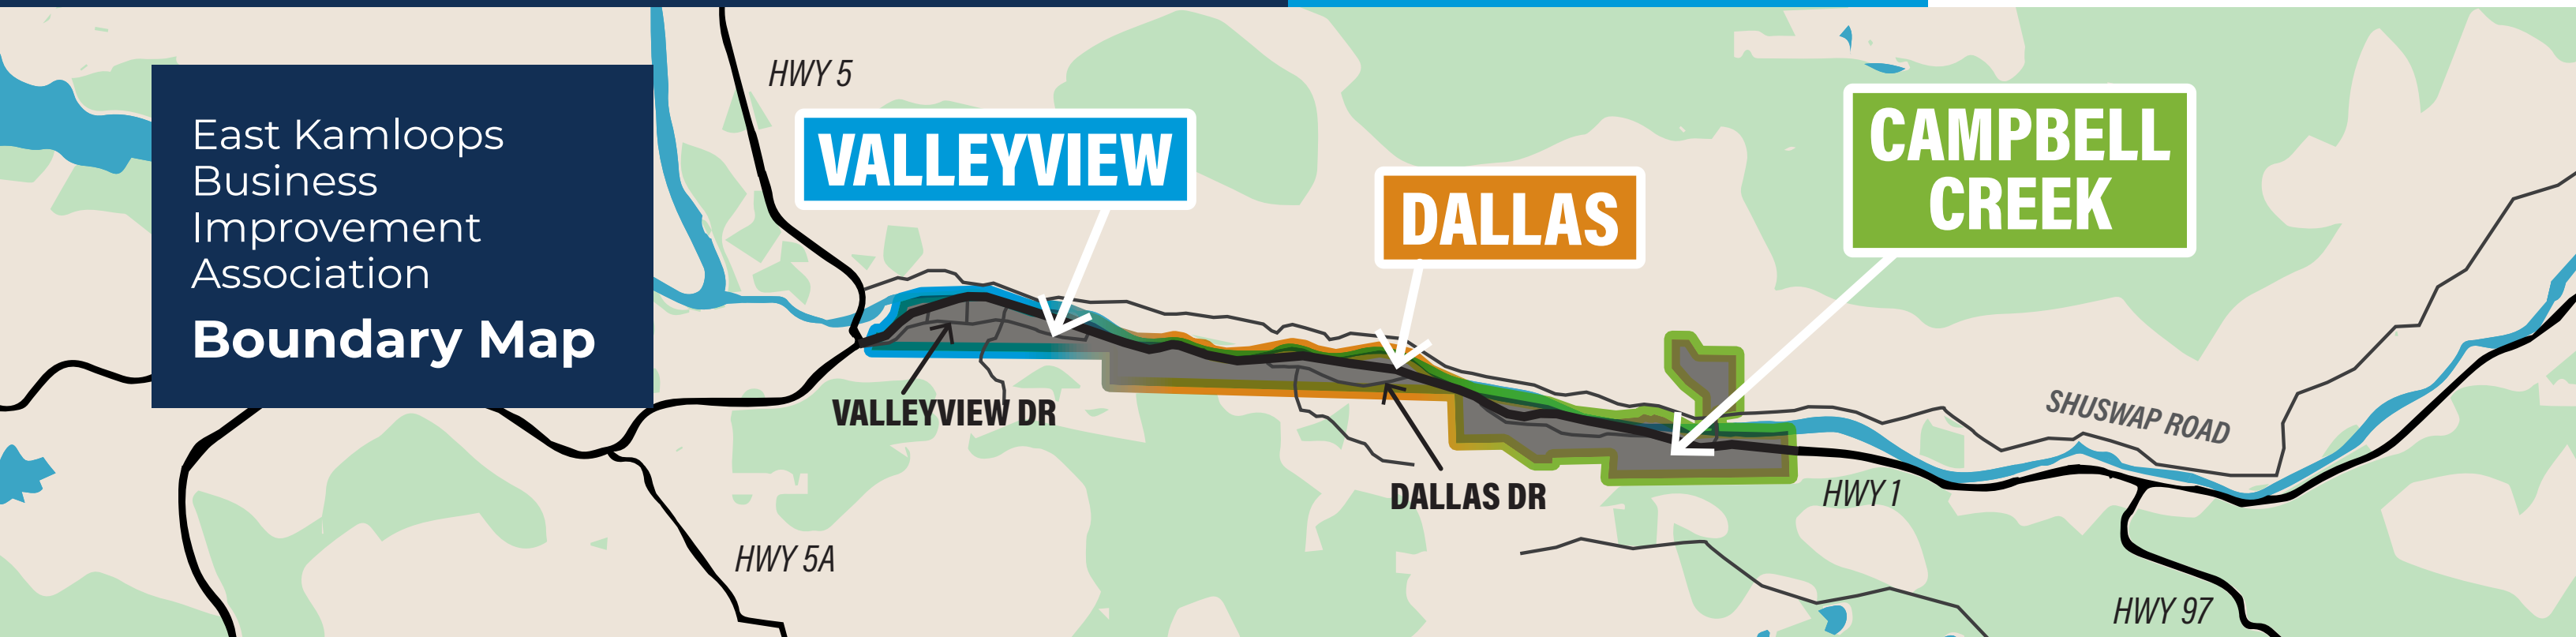 East Kamloops
Business
Improvement
Association
Boundary Map
HWY 5
VALLEYVIEW
DALLAS
CAMPBELL
CREEK
VALLEYVIEW DR
DALLAS DR
SHUSWAP ROAD
HWY 1
HWY 5A
HWY 97